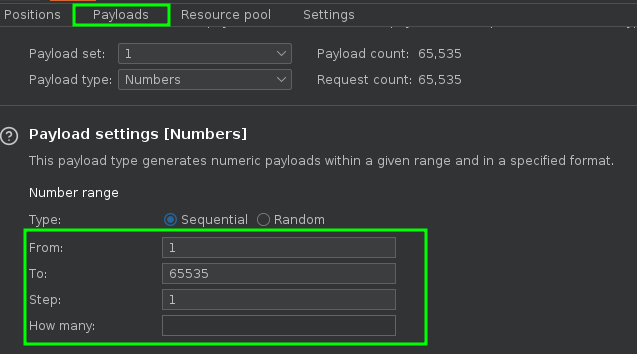 Positions Payloads Resource pool Settings
Payload set: 1 Payload count: 65,535
Payload type: Numbers Request count: 65,535
Payload settings [Numbers]
This payload type generates numeric payloads within a given range and in a specified format.
Number range
Type: Sequential Random
From: 1
To: 65535
Step: 1
How many: